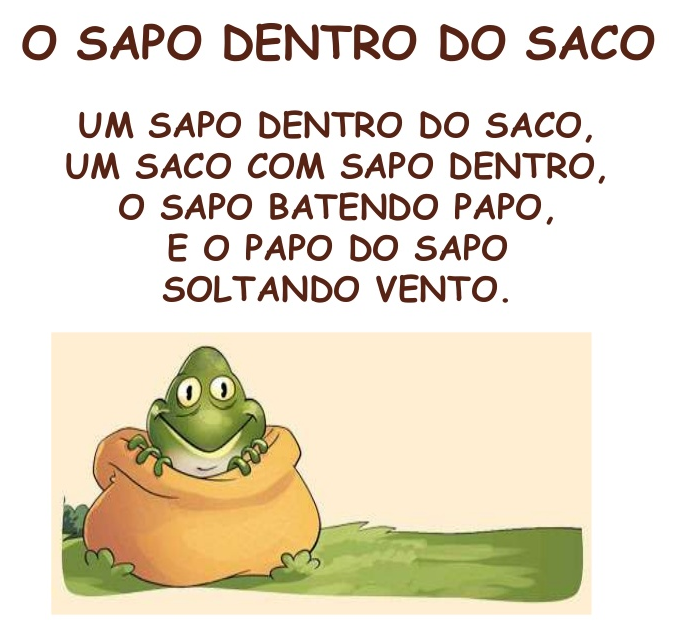 O SAPO DENTRO DO SACO
UM SAPO DENTRO DO SACO,
UM SACO COM SAPO DENTRO,
O SAPO BATENDO PAPO,
E O PAPO DO SAPO
SOLTANDO VENTO.